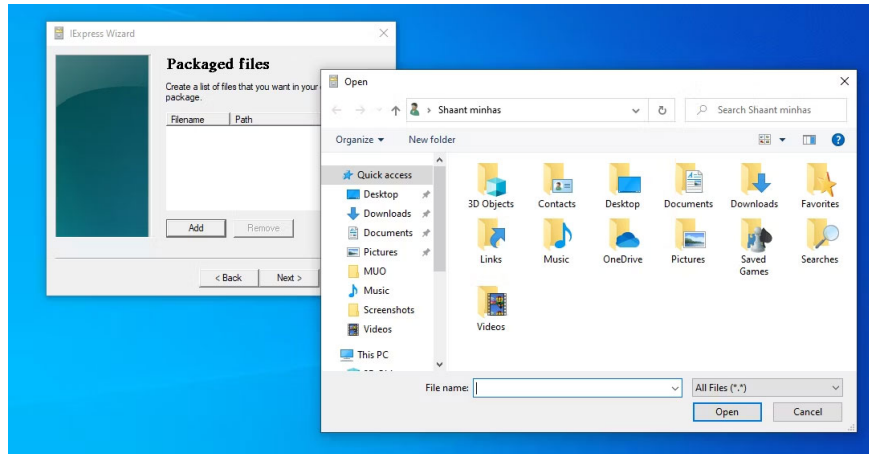 IExpress Wizard
Packaged files
Create a list of files that you want in your
package.
Filename Path
Add Remove
< Back Next >
Open
Shaant minhas
Search Shaant minhas
Organize New folder
Quick access
Desktop
Downloads
Documents
Pictures
MUO
Music
Screenshots
Videos
This PC
3D Objects Contacts Desktop Documents Downloads Favorites
Links Music OneDrive Pictures Saved Games Searches
Videos
File name: All Files (*.*)
Open Cancel